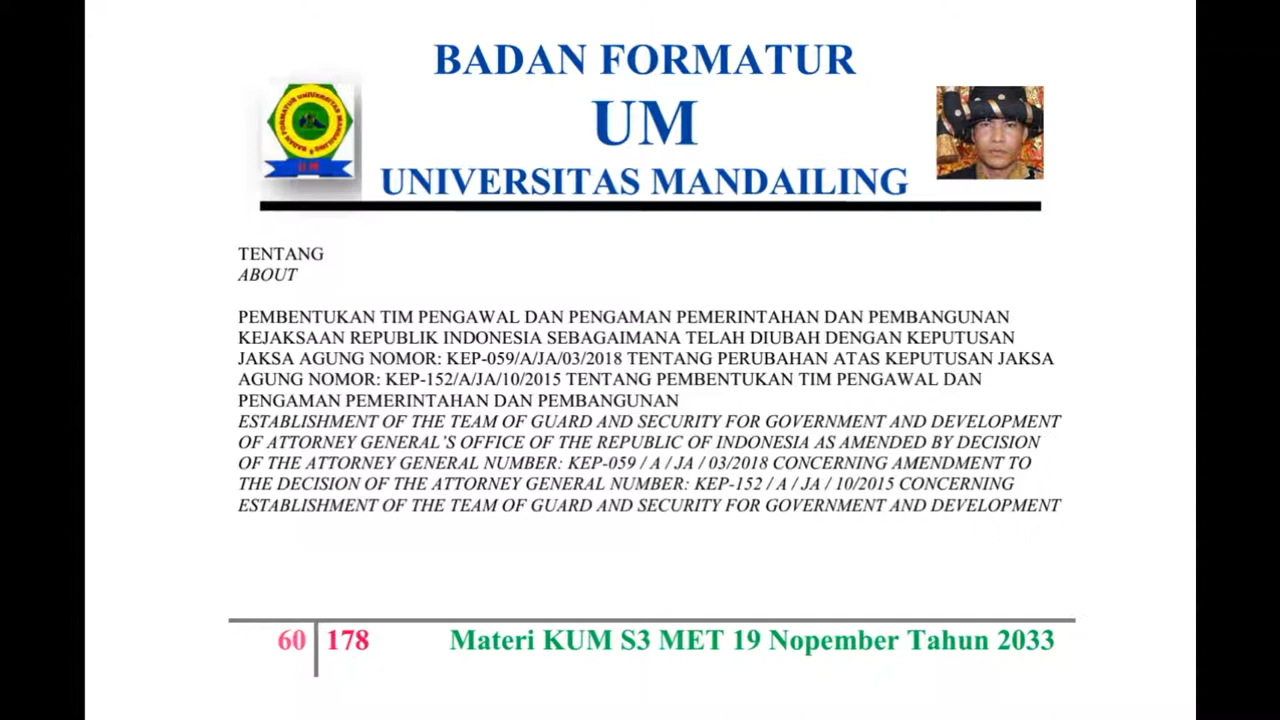 BADAN FORMATUR
UM
UNIVERSITAS MANDAILING
BADAN FORMATUR UNIVERSITAS MANDAILING
U M
TENTANG
ABOUT
PEMBENTUKAN TIM PENGAWAL DAN PENGAMAN PEMERINTAHAN DAN PEMBANGUNAN
KEJAKSAAN REPUBLIK INDONESIA SEBAGAIMANA TELAH DIUBAH DENGAN KEPUTUSAN
JAKSA AGUNG NOMOR: KEP-059/A/JA/03/2018 TENTANG PERUBAHAN ATAS KEPUTUSAN JAKSA
AGUNG NOMOR: KEP-152/A/JA/10/2015 TENTANG PEMBENTUKAN TIM PENGAWAL DAN
PENGAMAN PEMERINTAHAN DAN PEMBANGUNAN
ESTABLISHMENT OF THE TEAM OF GUARD AND SECURITY FOR GOVERNMENT AND DEVELOPMENT
OF ATTORNEY GENERAL'S OFFICE OF THE REPUBLIC OF INDONESIA AS AMENDED BY DECISION
OF THE ATTORNEY GENERAL NUMBER: KEP-059 / A / JA / 03/2018 CONCERNING AMENDMENT TO
THE DECISION OF THE ATTORNEY GENERAL NUMBER: KEP-152 / A / JA / 10/2015 CONCERNING
ESTABLISHMENT OF THE TEAM OF GUARD AND SECURITY FOR GOVERNMENT AND DEVELOPMENT
60 178 Materi KUM S3 MET 19 Nopember Tahun 2033